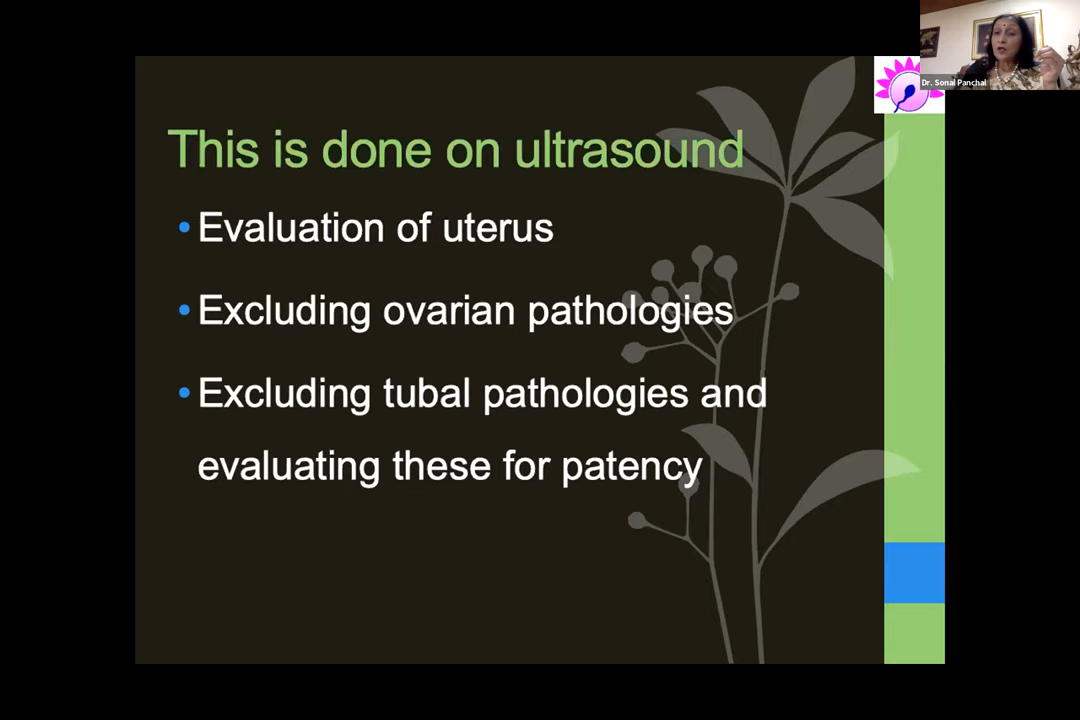 Dr. Sonal Panchal
This is done on ultrasound
• Evaluation of uterus
• Excluding ovarian pathologies
• Excluding tubal pathologies and
evaluating these for patency